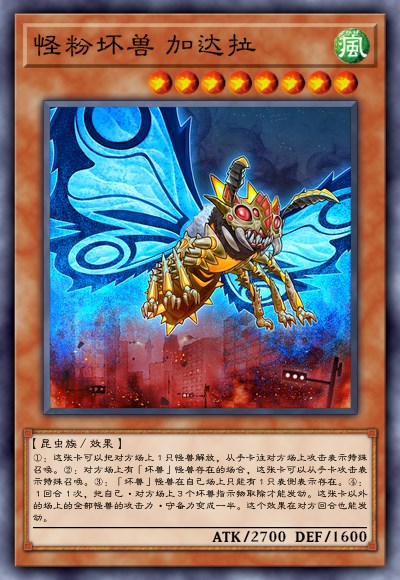 怪粉坏兽 加达拉
風
【昆虫族/效果】
①：这张卡可以把对方场上1只怪兽解放，从手卡往对方场上攻击表示特殊
召唤。②：对方场上有「坏兽」怪兽存在的场合，这张卡可以从手卡攻击表
示特殊召唤。③：「坏兽」怪兽在自己场上只能有1只表侧表示存在。④：
1回合1次，把自己·对方场上3个坏兽指示物取除才能发动。这张卡以外
的场上的全部怪兽的攻击力·守备力变成一半。这个效果在对方回合也能发
动。
ATK/2700 DEF/1600